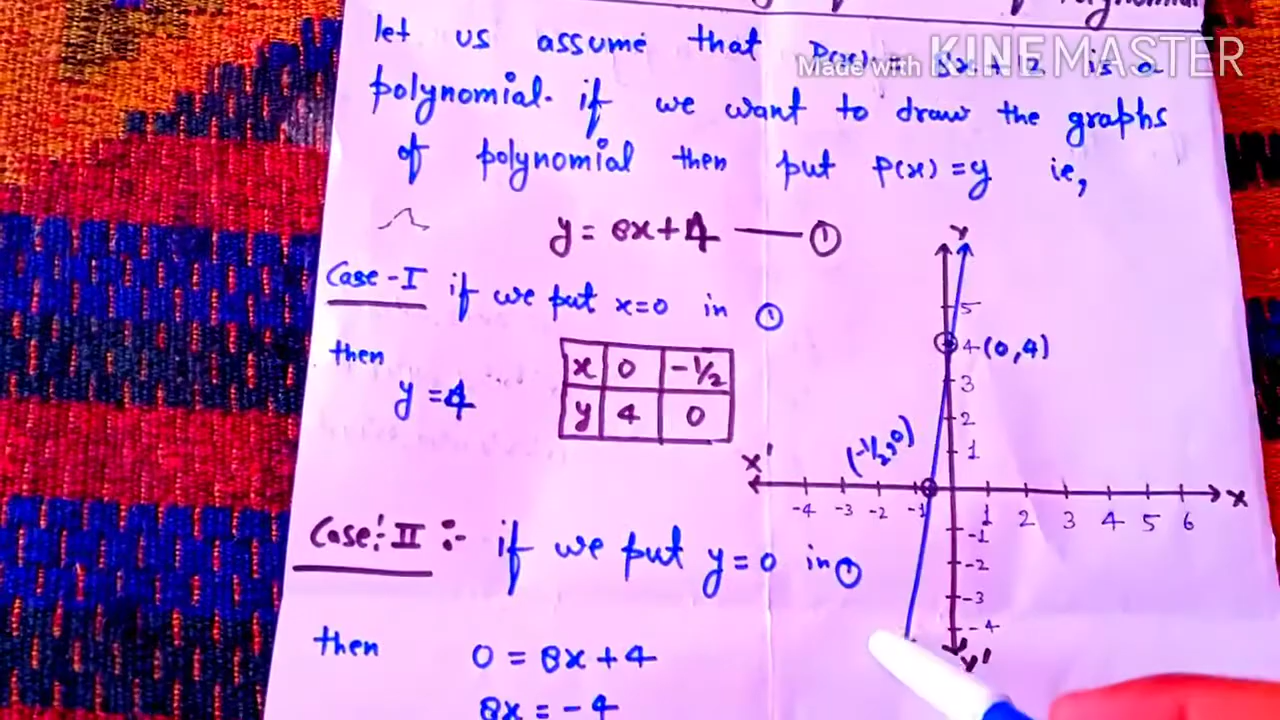 Polynomial
let us assume that P(x) = 8x + is a
Made with KINEMASTER
polynomial. if we want to draw the graphs
of polynomial then put P(x) = y ie,
y = 8x + 4 — ①
Case-I if we put x=0 in ①
then
y = 4
x 0 -1/2
y 4 0
Y
5
4 (0,4)
3
2
1
(-1/2, 0)
X' X
-4 -3 -2 -1 1 2 3 4 5 6
-1
-2
-3
-4
Y'
Case:-II :- if we put y = 0 in ①
then 0 = 8x + 4
8x = -4